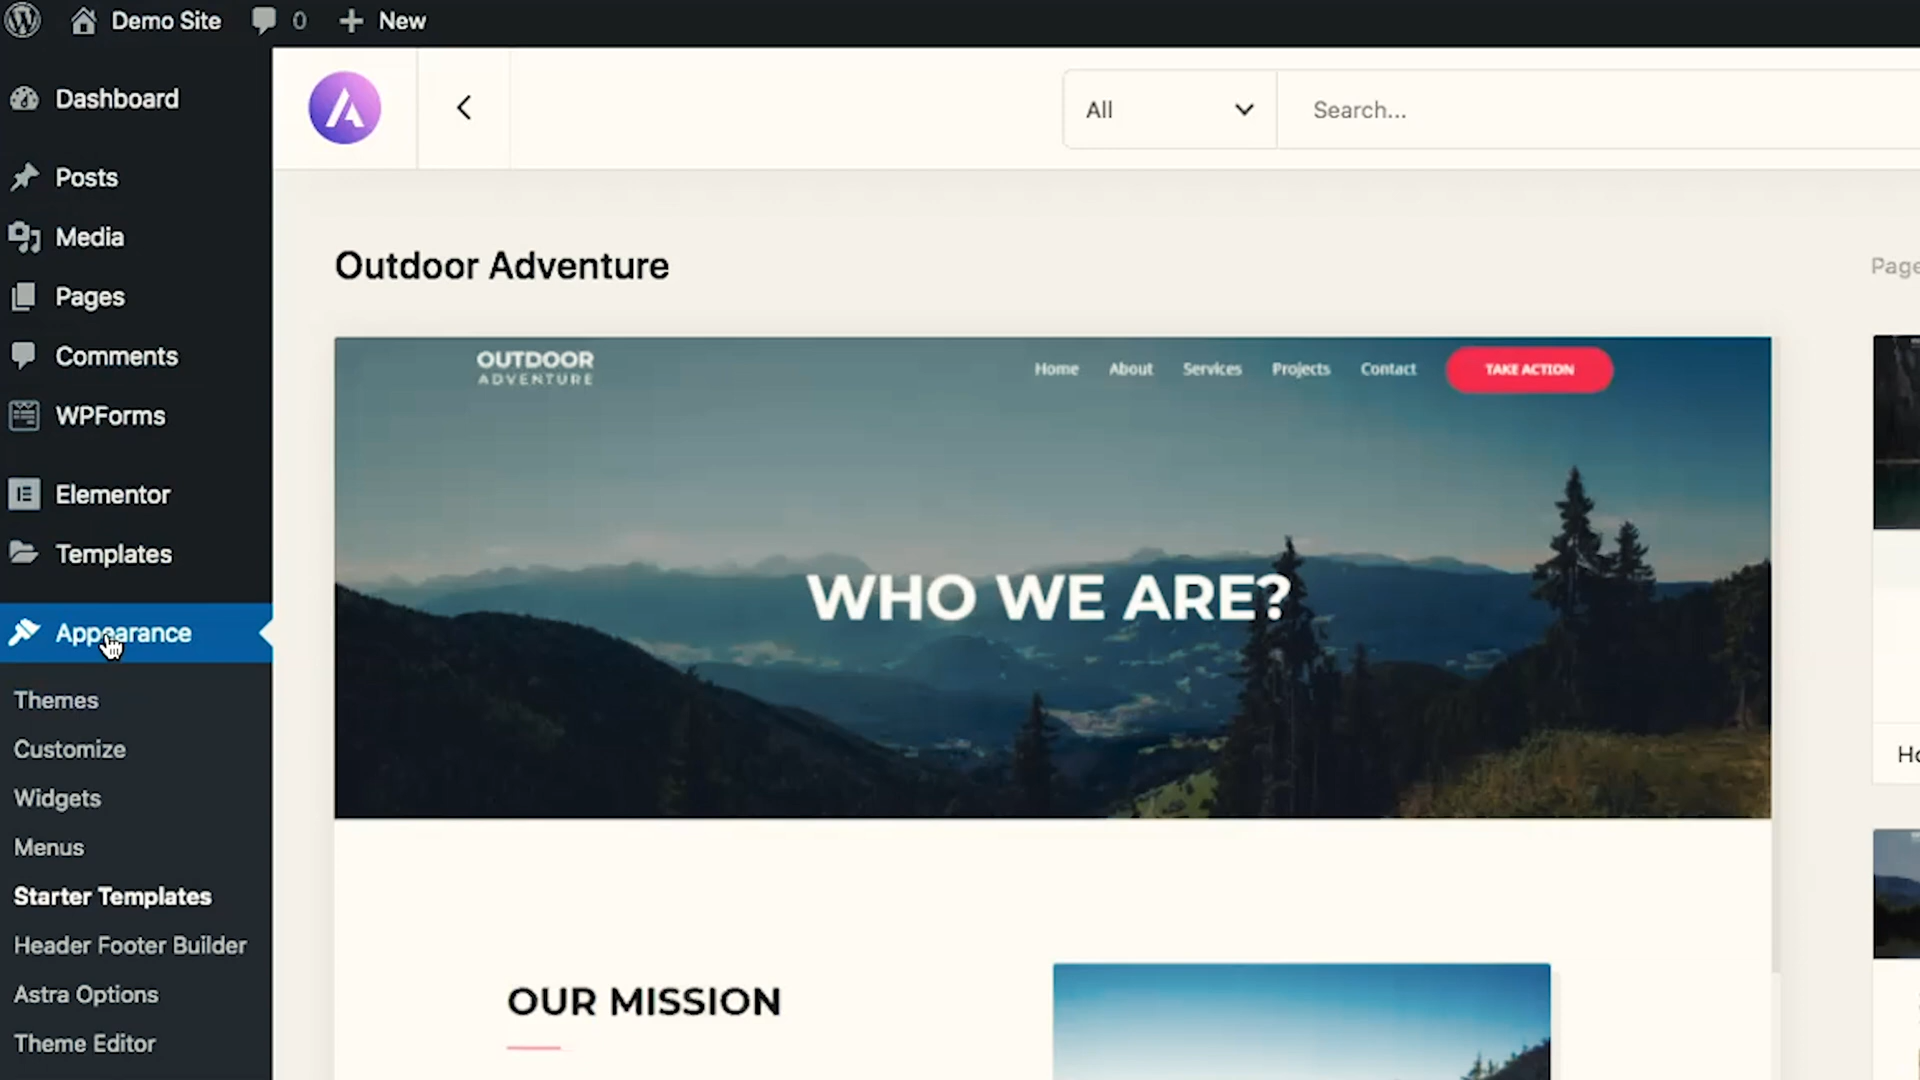 Demo Site
0
New
Dashboard
Posts
Media
Pages
Comments
WPForms
Elementor
Templates
Appearance
Themes
Customize
Widgets
Menus
Starter Templates
Header Footer Builder
Astra Options
Theme Editor
All
Search...
Outdoor Adventure
Page
OUTDOOR
ADVENTURE
Home
About
Services
Projects
Contact
TAKE ACTION
WHO WE ARE?
OUR MISSION
Ho